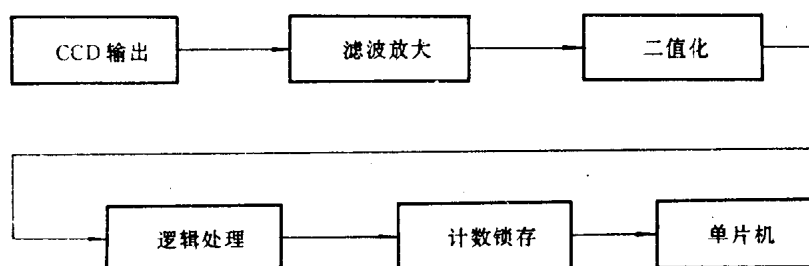 CCD 输出
滤波放大
二值化
逻辑处理
计数锁存
单片机